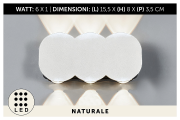 WATT: 6 X 1 | DIMENSIONI: (L) 15,5 X (H) 8 X (P) 3,5 CM
LED
NATURALE